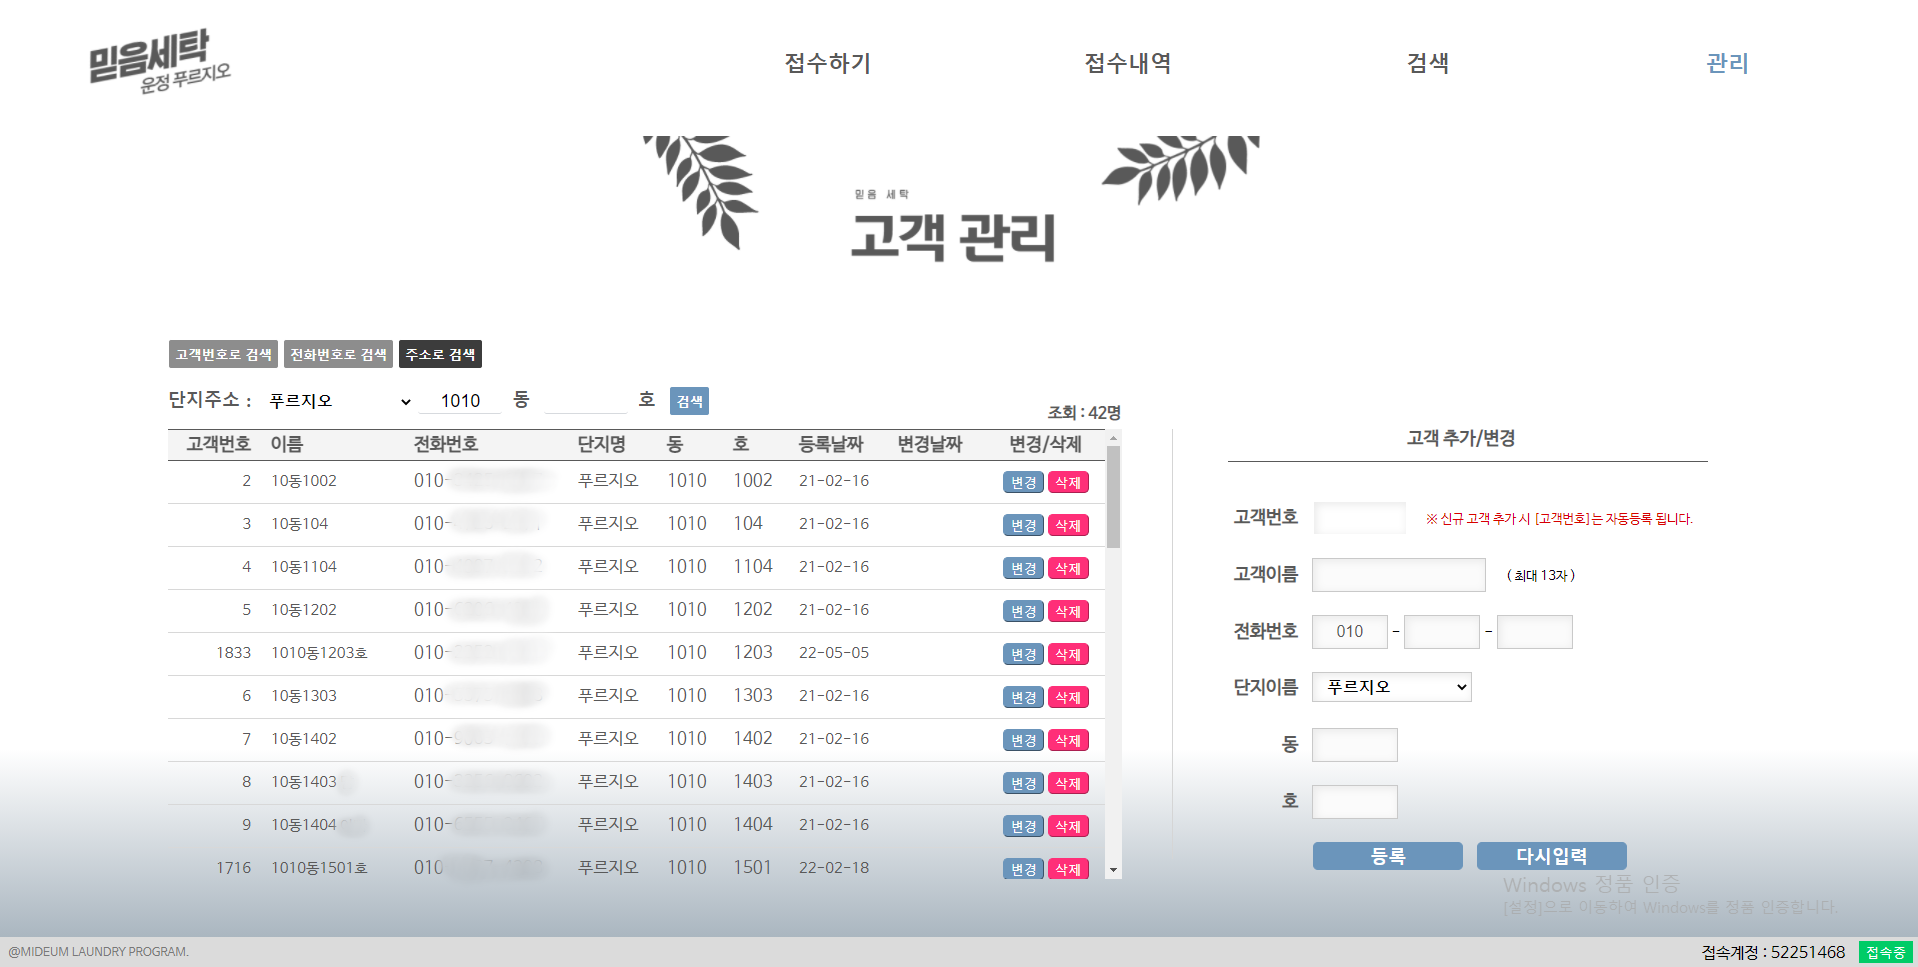 믿음세탁
운정 푸르지오
접수하기 접수내역 검색 관리
믿음 세탁
고객 관리
고객번호로 검색 전화번호로 검색 주소로 검색
단지주소 : 푸르지오 1010 동 호 검색
조회 : 42명
고객번호 이름 전화번호 단지명 동 호 등록날짜 변경날짜 변경/삭제
2 10동1002 010- 푸르지오 1010 1002 21-02-16 변경 삭제
3 10동104 010- 푸르지오 1010 104 21-02-16 변경 삭제
4 10동1104 010- 푸르지오 1010 1104 21-02-16 변경 삭제
5 10동1202 010- 푸르지오 1010 1202 21-02-16 변경 삭제
1833 1010동1203호 010- 푸르지오 1010 1203 22-05-05 변경 삭제
6 10동1303 010- 푸르지오 1010 1303 21-02-16 변경 삭제
7 10동1402 010- 푸르지오 1010 1402 21-02-16 변경 삭제
8 10동1403 010- 푸르지오 1010 1403 21-02-16 변경 삭제
9 10동1404 010- 푸르지오 1010 1404 21-02-16 변경 삭제
1716 1010동1501호 010 푸르지오 1010 1501 22-02-18 변경 삭제
고객 추가/변경
고객번호 ※ 신규 고객 추가 시 [고객번호]는 자동등록 됩니다.
고객이름 ( 최대 13자 )
전화번호 010 - -
단지이름 푸르지오
동
호
등록 다시입력
Windows 정품 인증
[설정]으로 이동하여 Windows를 정품 인증합니다.
@MIDEUM LAUNDRY PROGRAM. 접속계정 : 52251468 접속중